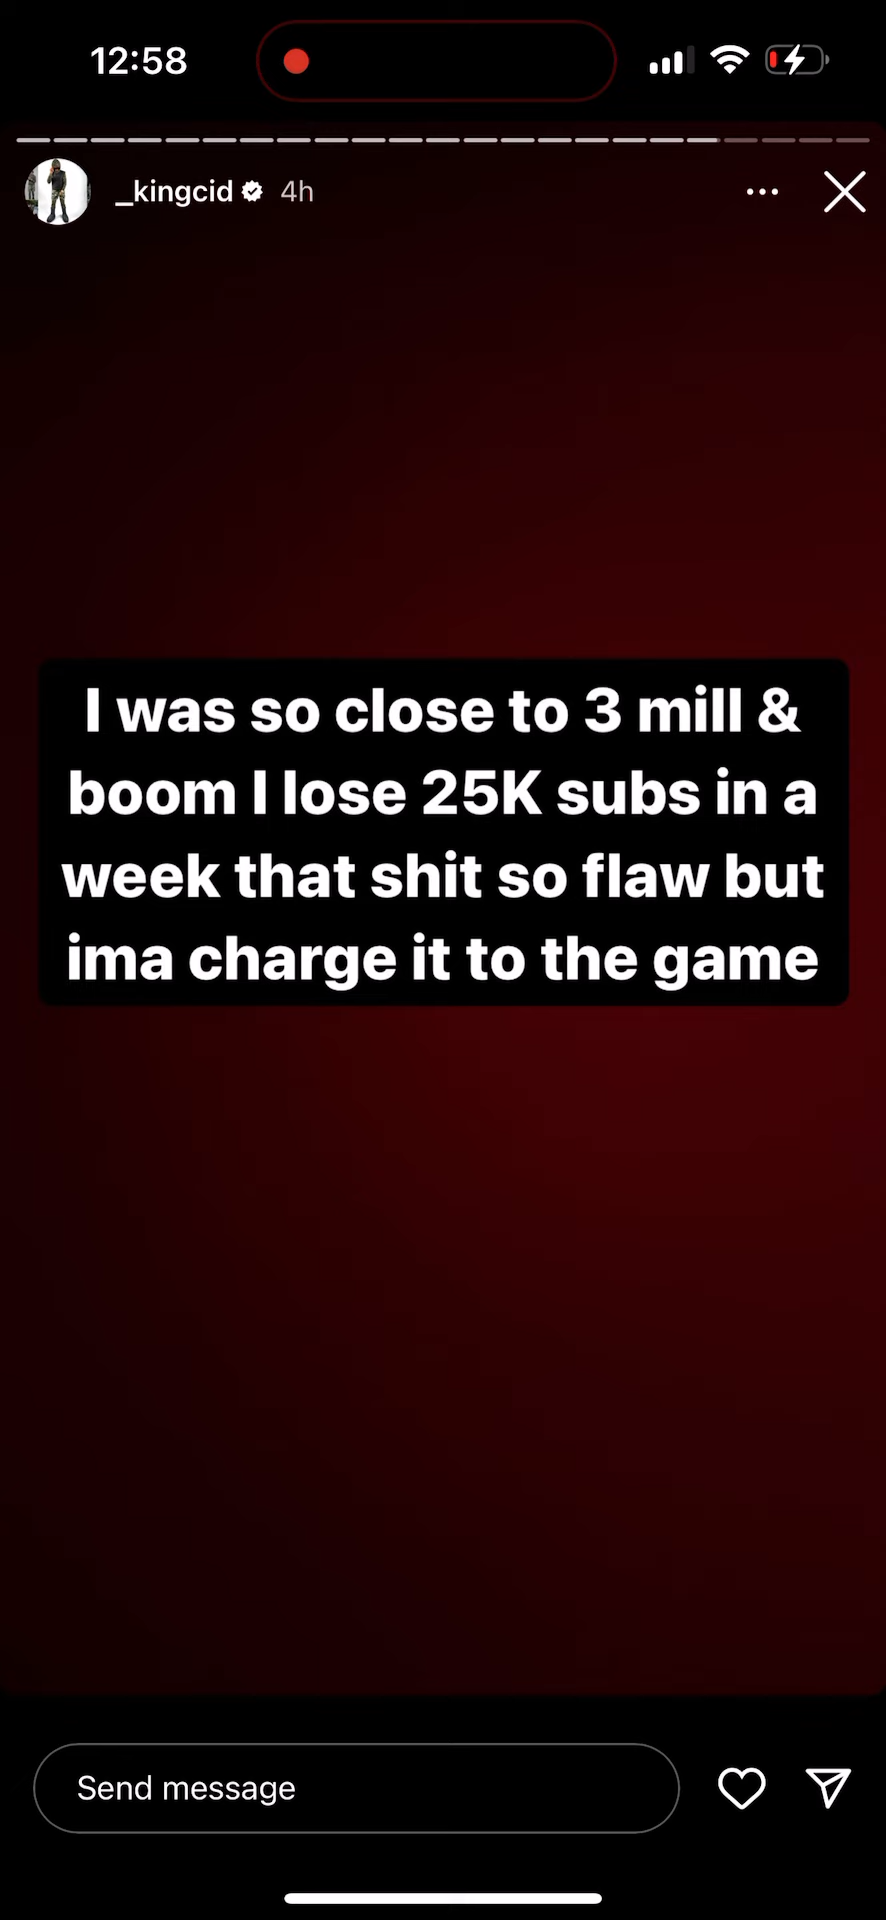 12:58
_kingcid 4h
I was so close to 3 mill &
boom I lose 25K subs in a
week that shit so flaw but
ima charge it to the game
Send message